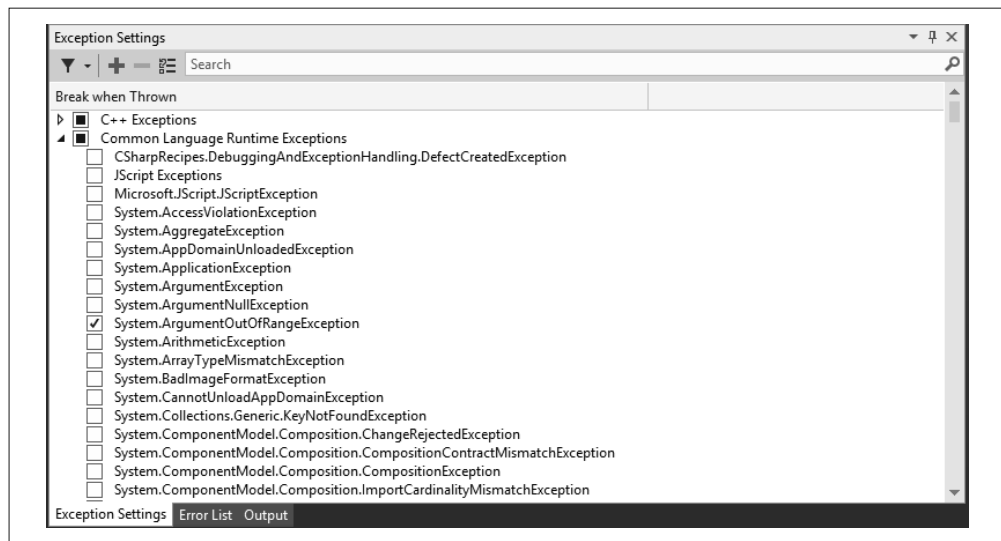 Exception Settings
Search
Break when Thrown
C++ Exceptions
Common Language Runtime Exceptions
CSharpRecipes.DebuggingAndExceptionHandling.DefectCreatedException
JScript Exceptions
Microsoft.JScript.JScriptException
System.AccessViolationException
System.AggregateException
System.AppDomainUnloadedException
System.ApplicationException
System.ArgumentException
System.ArgumentNullException
System.ArgumentOutOfRangeException
System.ArithmeticException
System.ArrayTypeMismatchException
System.BadImageFormatException
System.CannotUnloadAppDomainException
System.Collections.Generic.KeyNotFoundException
System.ComponentModel.Composition.ChangeRejectedException
System.ComponentModel.Composition.CompositionContractMismatchException
System.ComponentModel.Composition.CompositionException
System.ComponentModel.Composition.ImportCardinalityMismatchException
Exception Settings Error List Output